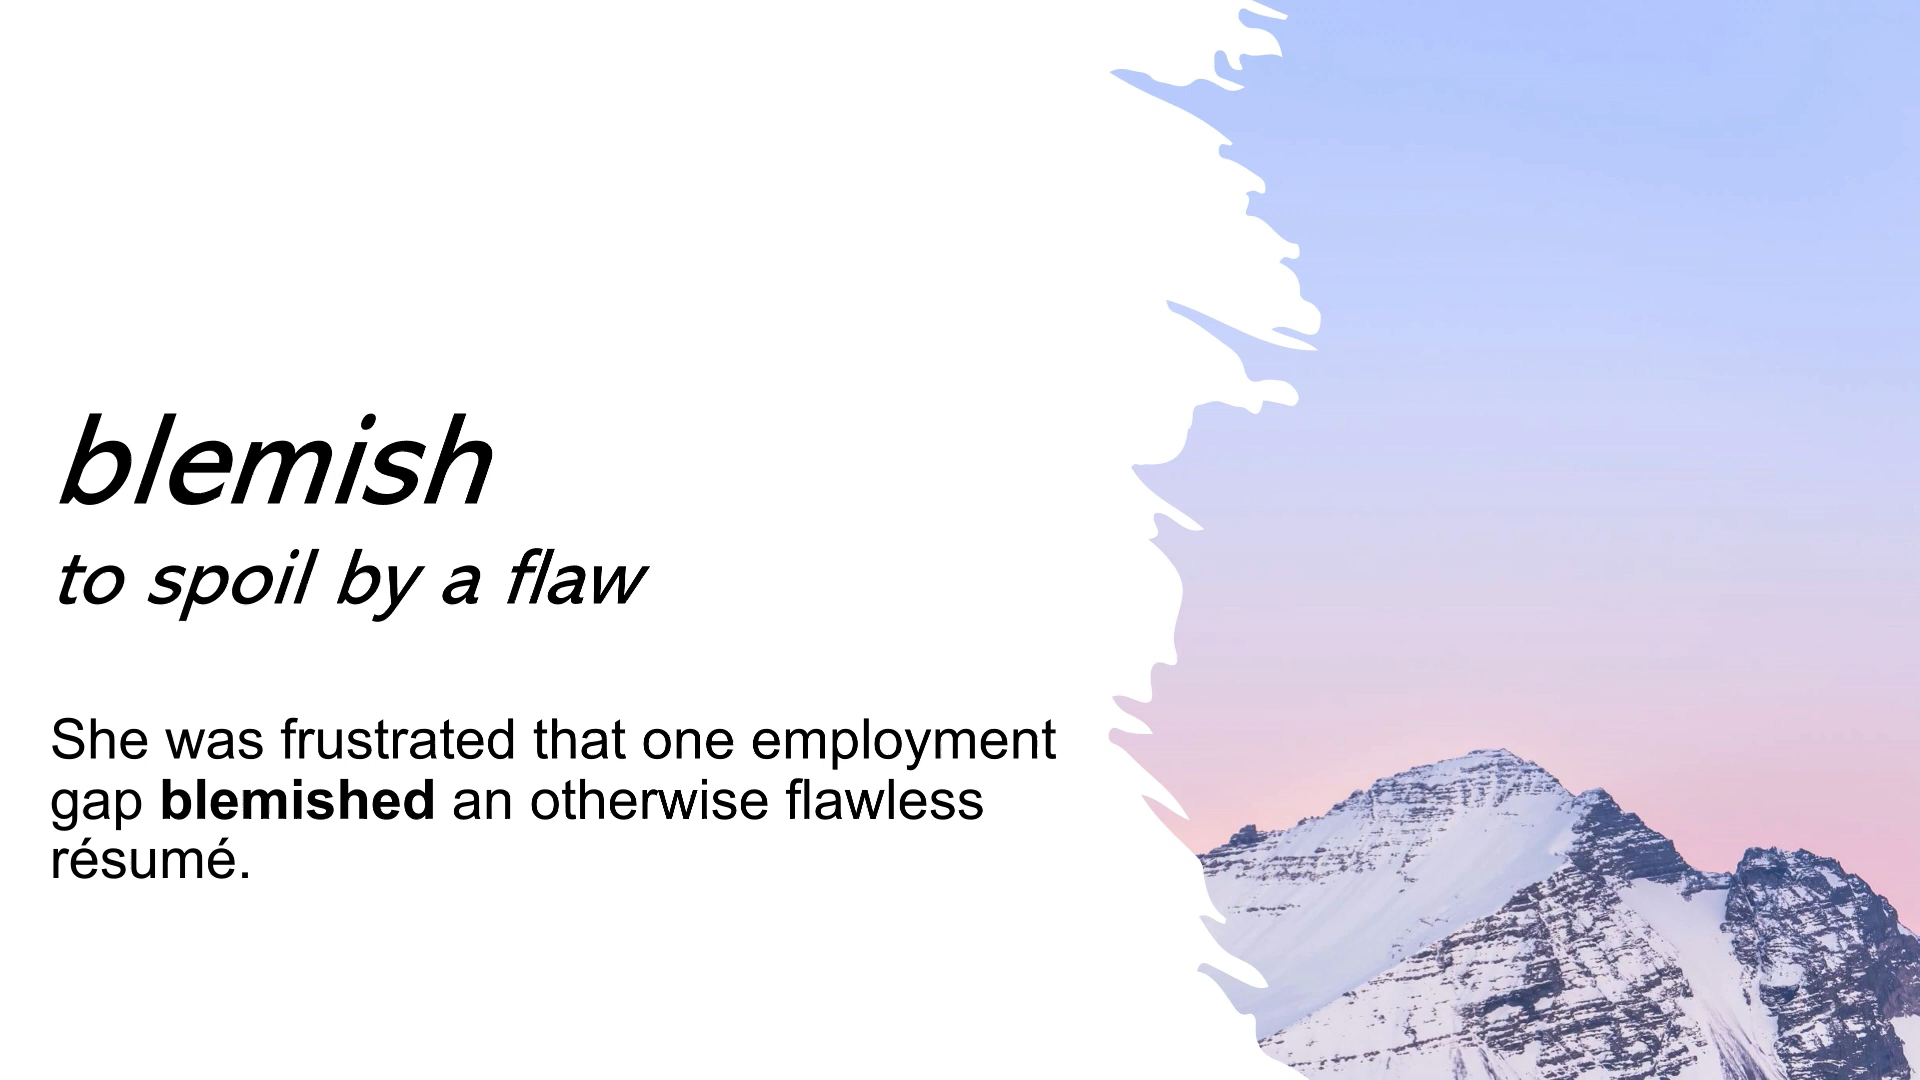 blemish
to spoil by a flaw
She was frustrated that one employment
gap blemished an otherwise flawless
résumé.